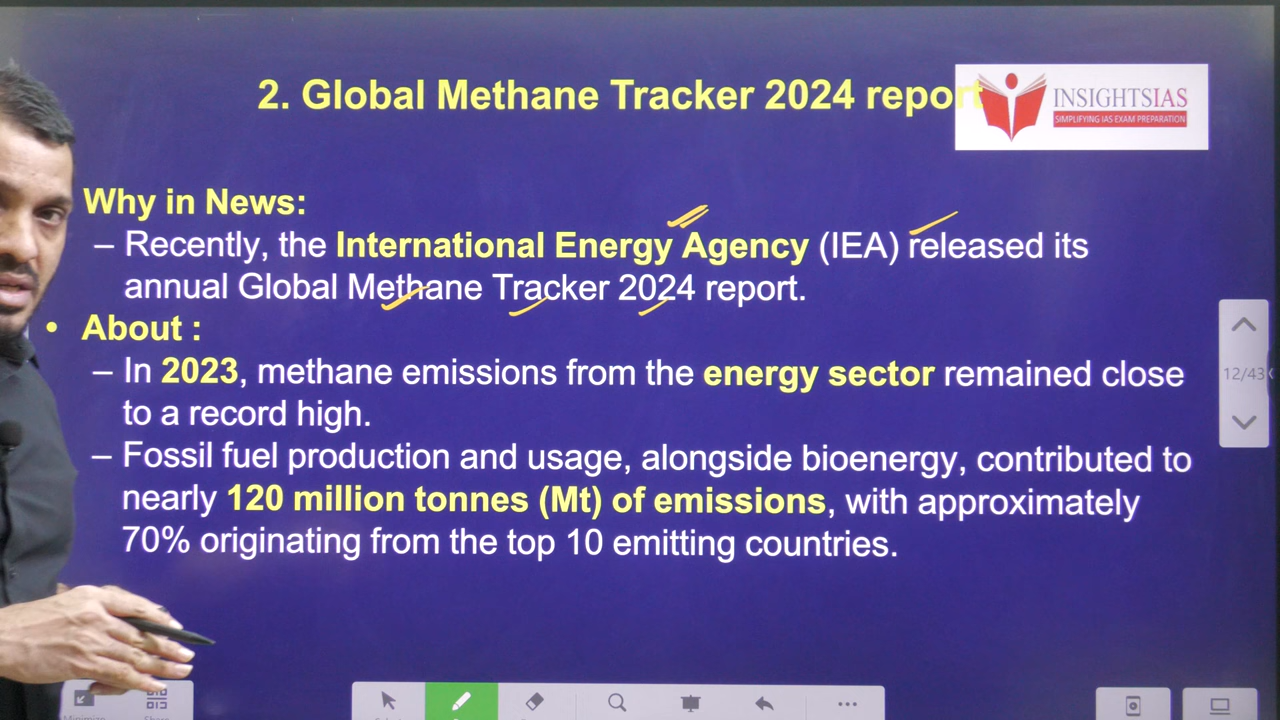 2. Global Methane Tracker 2024 report
INSIGHTSIAS
SIMPLIFYING IAS EXAM PREPARATION
Why in News:
– Recently, the International Energy Agency (IEA) released its
annual Global Methane Tracker 2024 report.
• About :
– In 2023, methane emissions from the energy sector remained close
to a record high.
12/43
– Fossil fuel production and usage, alongside bioenergy, contributed to
nearly 120 million tonnes (Mt) of emissions, with approximately
70% originating from the top 10 emitting countries.
Minimize
Share